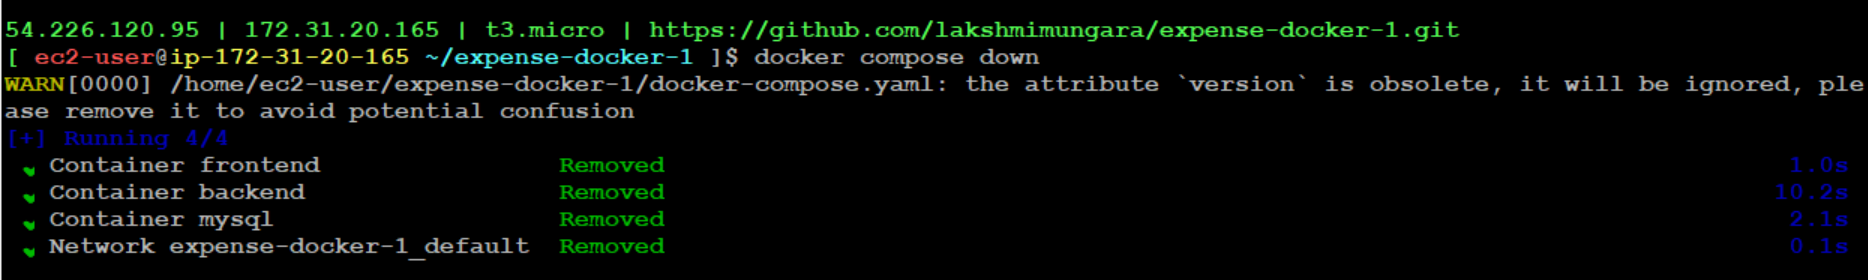 54.226.120.95 | 172.31.20.165 | t3.micro | https://github.com/lakshmimungara/expense-docker-1.git
[ ec2-user@ip-172-31-20-165 ~/expense-docker-1 ]$ docker compose down
WARN[0000] /home/ec2-user/expense-docker-1/docker-compose.yaml: the attribute `version` is obsolete, it will be ignored, ple
ase remove it to avoid potential confusion
[+] Running 4/4
✔ Container frontend Removed 1.0s
✔ Container backend Removed 10.2s
✔ Container mysql Removed 2.1s
✔ Network expense-docker-1_default Removed 0.1s